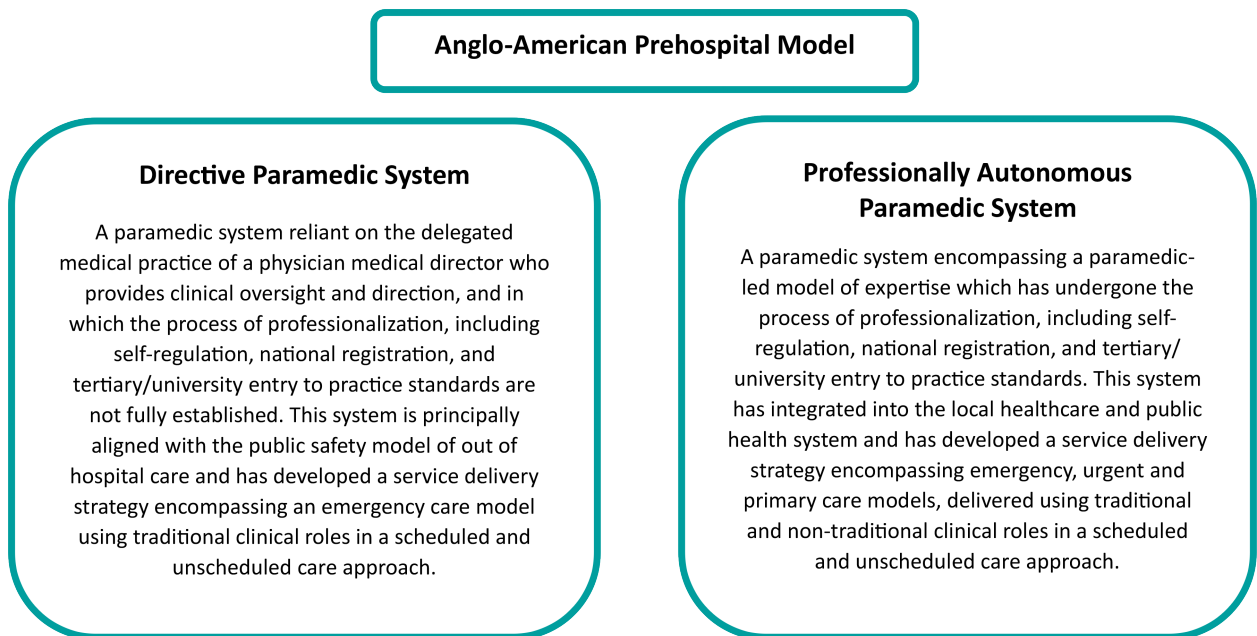 Anglo-American Prehospital Model
Directive Paramedic System
A paramedic system reliant on the delegated
medical practice of a physician medical director who
provides clinical oversight and direction, and in
which the process of professionalization, including
self-regulation, national registration, and
tertiary/university entry to practice standards are
not fully established. This system is principally
aligned with the public safety model of out of
hospital care and has developed a service delivery
strategy encompassing an emergency care model
using traditional clinical roles in a scheduled and
unscheduled care approach.
Professionally Autonomous
Paramedic System
A paramedic system encompassing a paramedic-
led model of expertise which has undergone the
process of professionalization, including self-
regulation, national registration, and tertiary/
university entry to practice standards. This system
has integrated into the local healthcare and public
health system and has developed a service delivery
strategy encompassing emergency, urgent and
primary care models, delivered using traditional
and non-traditional clinical roles in a scheduled
and unscheduled care approach.